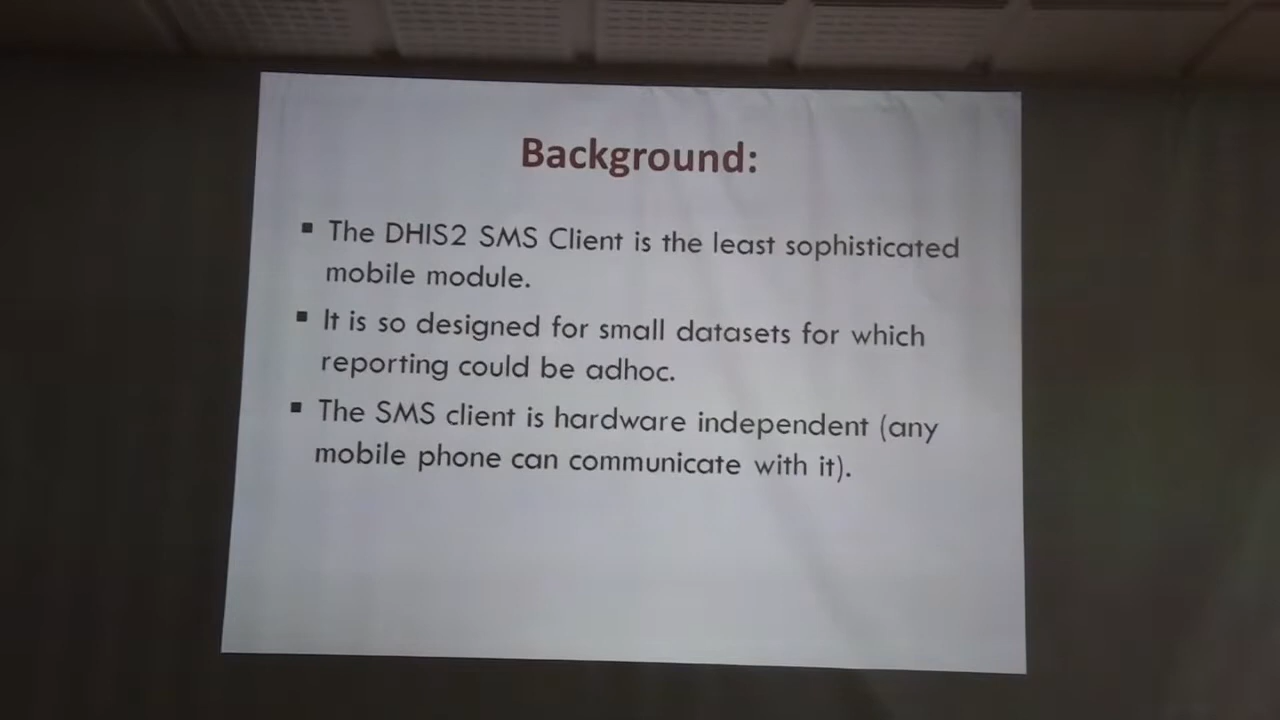 Background:
▪ The DHIS2 SMS Client is the least sophisticated
mobile module.
▪ It is so designed for small datasets for which
reporting could be adhoc.
▪ The SMS client is hardware independent (any
mobile phone can communicate with it).